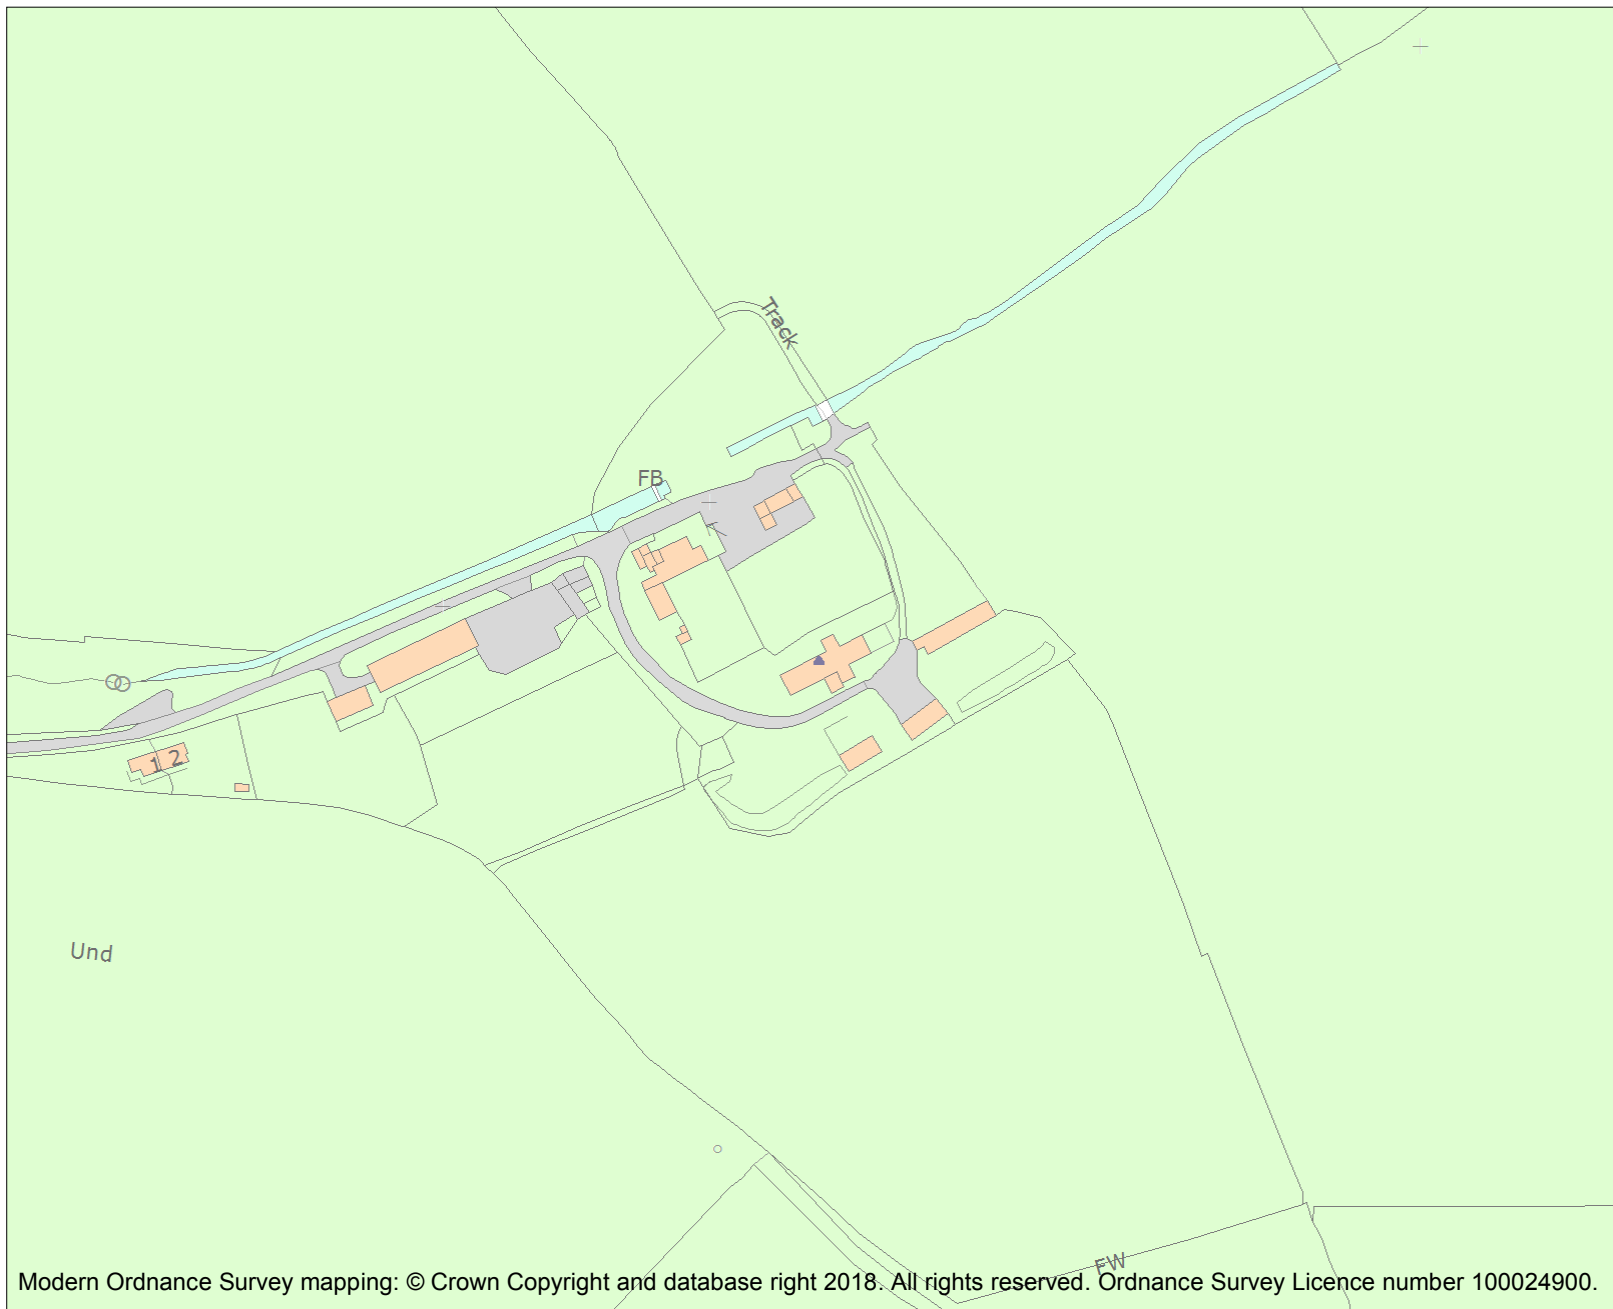 Track
FB
1 2
Und
FW
Modern Ordnance Survey mapping: © Crown Copyright and database right 2018. All rights reserved. Ordnance Survey Licence number 100024900.